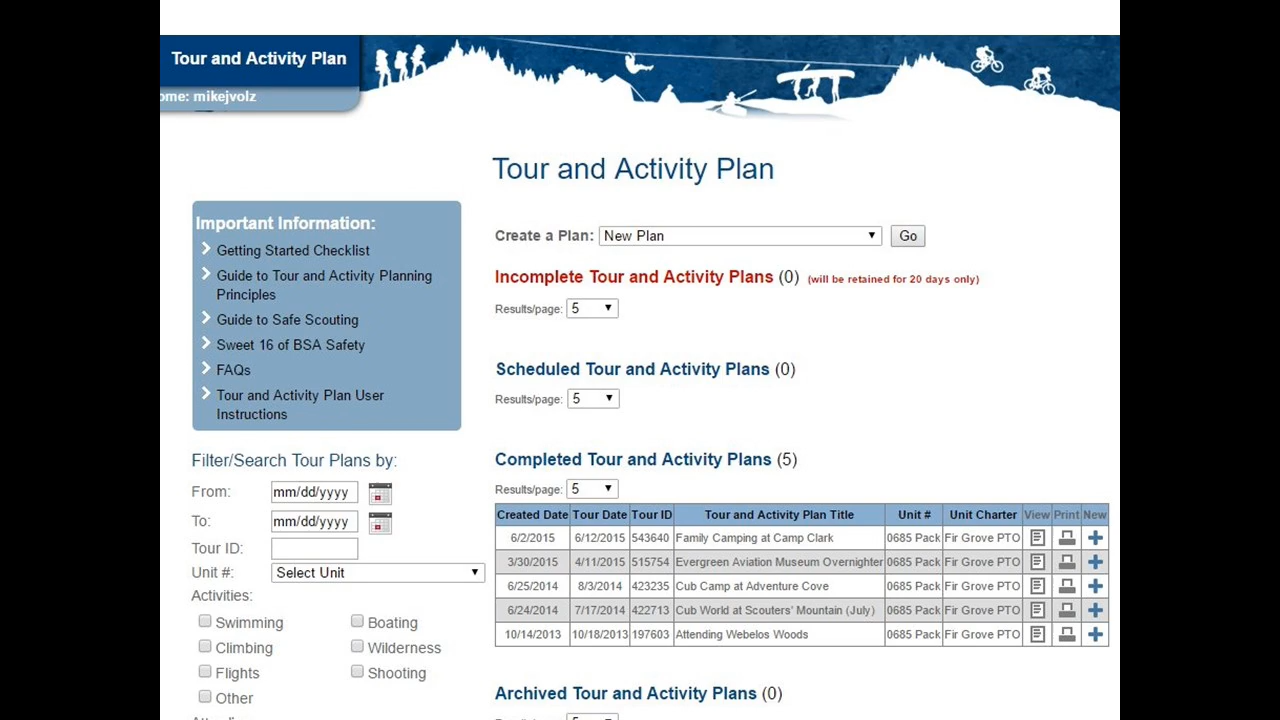 Tour and Activity Plan
ome: mikejvolz
Tour and Activity Plan
Important Information:
Getting Started Checklist
Guide to Tour and Activity Planning
Principles
Guide to Safe Scouting
Sweet 16 of BSA Safety
FAQs
Tour and Activity Plan User
Instructions
Filter/Search Tour Plans by:
From: mm/dd/yyyy
To: mm/dd/yyyy
Tour ID:
Unit #: Select Unit
Activities:
Swimming Boating
Climbing Wilderness
Flights Shooting
Other
Create a Plan: New Plan Go
Incomplete Tour and Activity Plans (0) (will be retained for 20 days only)
Results/page: 5
Scheduled Tour and Activity Plans (0)
Results/page: 5
Completed Tour and Activity Plans (5)
Results/page: 5
Created Date Tour Date Tour ID Tour and Activity Plan Title Unit # Unit Charter View Print New
6/2/2015 6/12/2015 543640 Family Camping at Camp Clark 0685 Pack Fir Grove PTO
3/30/2015 4/11/2015 515754 Evergreen Aviation Museum Overnighter 0685 Pack Fir Grove PTO
6/25/2014 8/3/2014 423235 Cub Camp at Adventure Cove 0685 Pack Fir Grove PTO
6/24/2014 7/17/2014 422713 Cub World at Scouters' Mountain (July) 0685 Pack Fir Grove PTO
10/14/2013 10/18/2013 197603 Attending Webelos Woods 0685 Pack Fir Grove PTO
Archived Tour and Activity Plans (0)